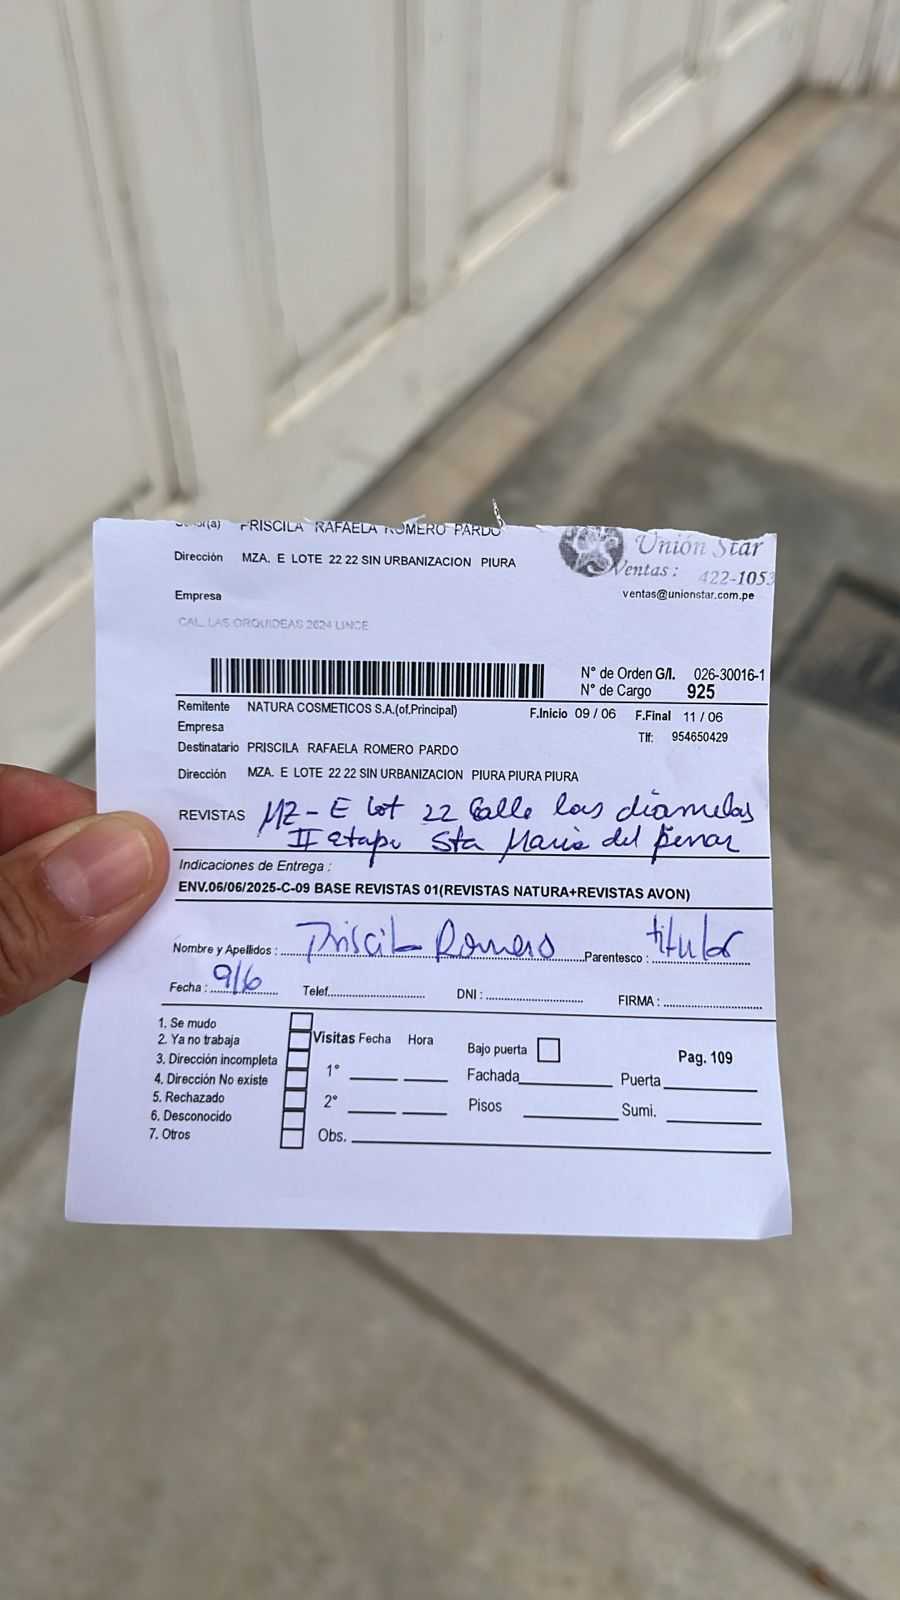 Señor(a) PRISCILA RAFAELA ROMERO PARDO
Unión Star
Dirección MZA. E LOTE 22 22 SIN URBANIZACION PIURA
Ventas : 422-1053
ventas@unionstar.com.pe
Empresa
CAL. LAS ORQUIDEAS 2624 LINCE
N° de Orden G/I. 026-30016-1
N° de Cargo 925
Remitente NATURA COSMETICOS S.A.(of.Principal)
F.Inicio 09 / 06 F.Final 11 / 06
Empresa
Tlf: 954650429
Destinatario PRISCILA RAFAELA ROMERO PARDO
Dirección MZA. E LOTE 22 22 SIN URBANIZACION PIURA PIURA PIURA
REVISTAS MZ-E Lot 22 Calle las diamelas
II etapa Sta Maria del Pinar
Indicaciones de Entrega :
ENV.06/06/2025-C-09 BASE REVISTAS 01(REVISTAS NATURA+REVISTAS AVON)
Nombre y Apellidos : Priscila Romero Parentesco : titular
Fecha : 9/6 Telef. DNI : FIRMA :
1. Se mudo
2. Ya no trabaja
3. Dirección incompleta
4. Dirección No existe
5. Rechazado
6. Desconocido
7. Otros
Visitas Fecha Hora
1°
2°
Obs.
Bajo puerta
Pag. 109
Fachada Puerta
Pisos Sumi.